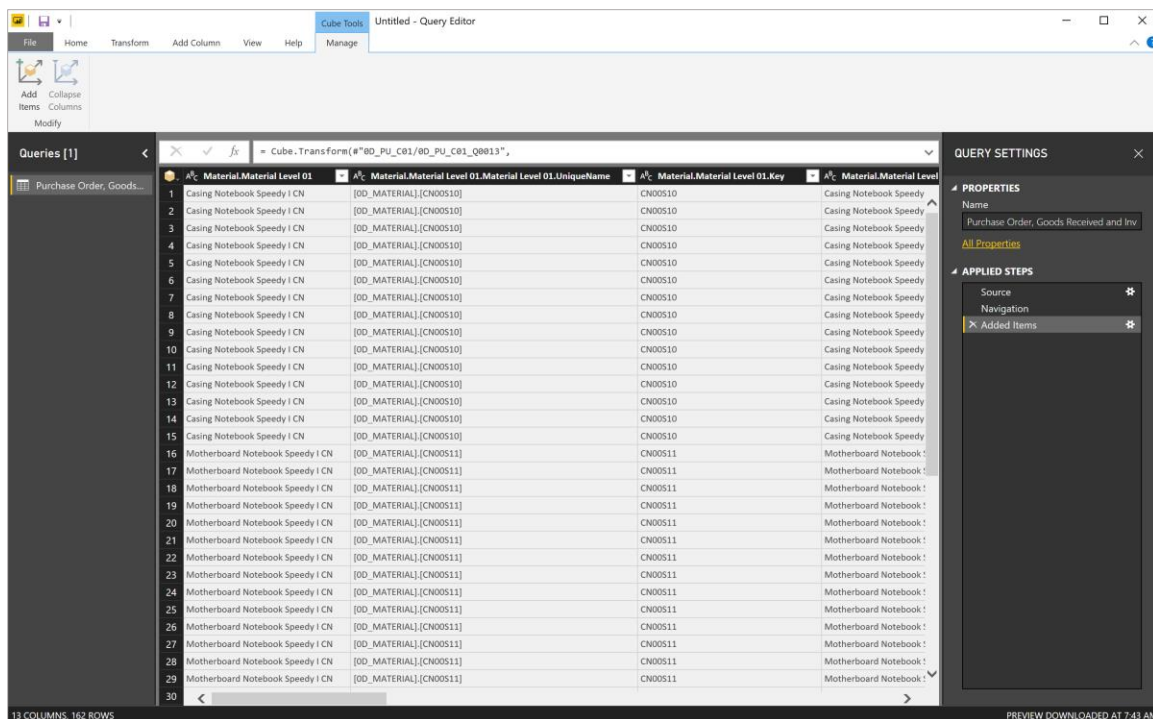 Cube Tools Untitled - Query Editor
File Home Transform Add Column View Help Manage
Add Items
Collapse Columns
Modify
Queries [1]
Purchase Order, Goods...
fx = Cube.Transform(#"0D_PU_C01/0D_PU_C01_Q0013",
ABC Material.Material Level 01 ABC Material.Material Level 01.Material Level 01.UniqueName ABC Material.Material Level 01.Key ABC Material.Material Level
1 Casing Notebook Speedy I CN [0D_MATERIAL].[CN00S10] CN00S10 Casing Notebook Speedy
2 Casing Notebook Speedy I CN [0D_MATERIAL].[CN00S10] CN00S10 Casing Notebook Speedy
3 Casing Notebook Speedy I CN [0D_MATERIAL].[CN00S10] CN00S10 Casing Notebook Speedy
4 Casing Notebook Speedy I CN [0D_MATERIAL].[CN00S10] CN00S10 Casing Notebook Speedy
5 Casing Notebook Speedy I CN [0D_MATERIAL].[CN00S10] CN00S10 Casing Notebook Speedy
6 Casing Notebook Speedy I CN [0D_MATERIAL].[CN00S10] CN00S10 Casing Notebook Speedy
7 Casing Notebook Speedy I CN [0D_MATERIAL].[CN00S10] CN00S10 Casing Notebook Speedy
8 Casing Notebook Speedy I CN [0D_MATERIAL].[CN00S10] CN00S10 Casing Notebook Speedy
9 Casing Notebook Speedy I CN [0D_MATERIAL].[CN00S10] CN00S10 Casing Notebook Speedy
10 Casing Notebook Speedy I CN [0D_MATERIAL].[CN00S10] CN00S10 Casing Notebook Speedy
11 Casing Notebook Speedy I CN [0D_MATERIAL].[CN00S10] CN00S10 Casing Notebook Speedy
12 Casing Notebook Speedy I CN [0D_MATERIAL].[CN00S10] CN00S10 Casing Notebook Speedy
13 Casing Notebook Speedy I CN [0D_MATERIAL].[CN00S10] CN00S10 Casing Notebook Speedy
14 Casing Notebook Speedy I CN [0D_MATERIAL].[CN00S10] CN00S10 Casing Notebook Speedy
15 Casing Notebook Speedy I CN [0D_MATERIAL].[CN00S10] CN00S10 Casing Notebook Speedy
16 Motherboard Notebook Speedy I CN [0D_MATERIAL].[CN00S11] CN00S11 Motherboard Notebook
17 Motherboard Notebook Speedy I CN [0D_MATERIAL].[CN00S11] CN00S11 Motherboard Notebook
18 Motherboard Notebook Speedy I CN [0D_MATERIAL].[CN00S11] CN00S11 Motherboard Notebook
19 Motherboard Notebook Speedy I CN [0D_MATERIAL].[CN00S11] CN00S11 Motherboard Notebook
20 Motherboard Notebook Speedy I CN [0D_MATERIAL].[CN00S11] CN00S11 Motherboard Notebook
21 Motherboard Notebook Speedy I CN [0D_MATERIAL].[CN00S11] CN00S11 Motherboard Notebook
22 Motherboard Notebook Speedy I CN [0D_MATERIAL].[CN00S11] CN00S11 Motherboard Notebook
23 Motherboard Notebook Speedy I CN [0D_MATERIAL].[CN00S11] CN00S11 Motherboard Notebook
24 Motherboard Notebook Speedy I CN [0D_MATERIAL].[CN00S11] CN00S11 Motherboard Notebook
25 Motherboard Notebook Speedy I CN [0D_MATERIAL].[CN00S11] CN00S11 Motherboard Notebook
26 Motherboard Notebook Speedy I CN [0D_MATERIAL].[CN00S11] CN00S11 Motherboard Notebook
27 Motherboard Notebook Speedy I CN [0D_MATERIAL].[CN00S11] CN00S11 Motherboard Notebook
28 Motherboard Notebook Speedy I CN [0D_MATERIAL].[CN00S11] CN00S11 Motherboard Notebook
29 Motherboard Notebook Speedy I CN [0D_MATERIAL].[CN00S11] CN00S11 Motherboard Notebook
30
QUERY SETTINGS
PROPERTIES
Name
Purchase Order, Goods Received and Inv
All Properties
APPLIED STEPS
Source
Navigation
Added Items
13 COLUMNS, 162 ROWS PREVIEW DOWNLOADED AT 7:43 AM